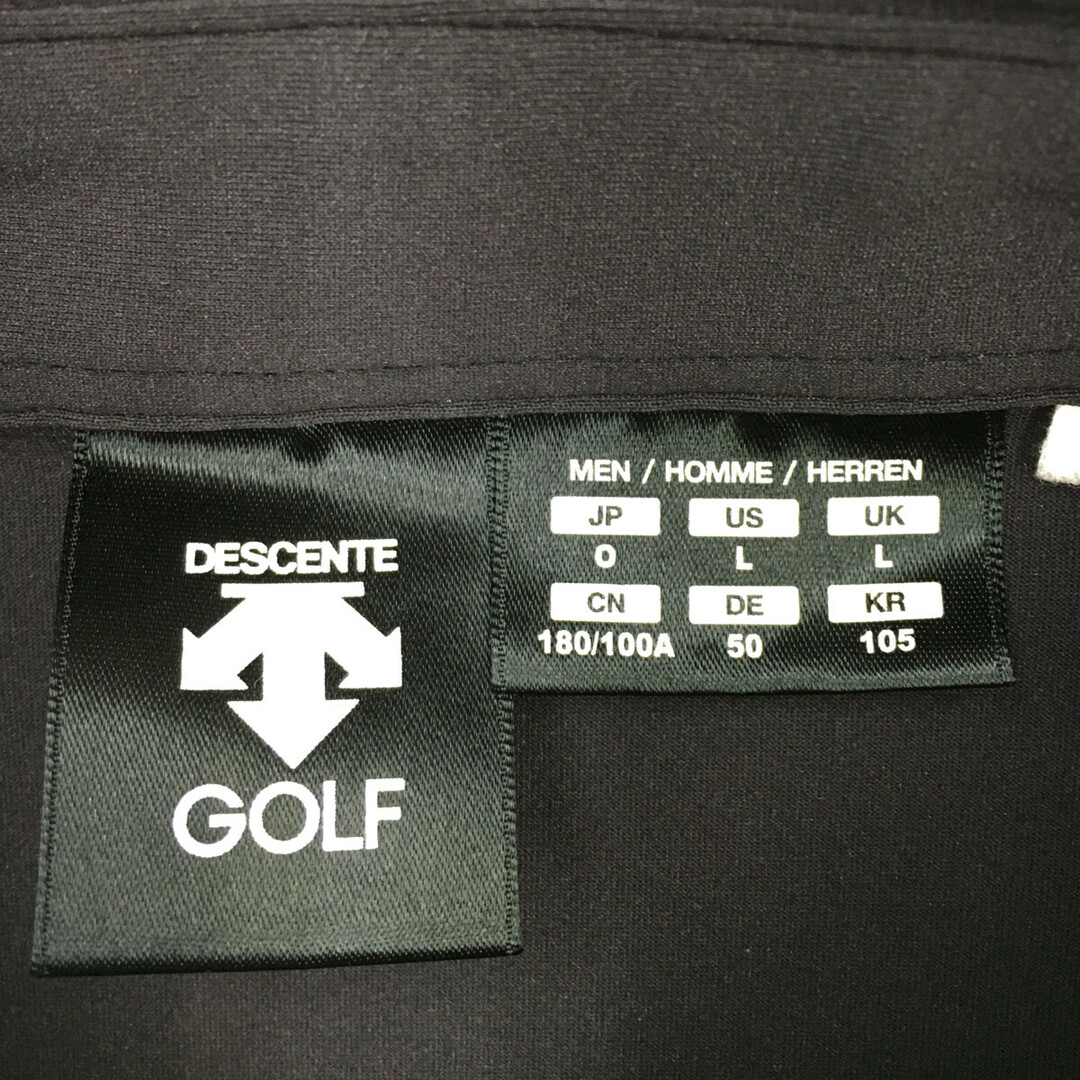 DESCENTE
GOLF
MEN / HOMME / HERREN
JP US UK
O L L
CN DE KR
180/100A 50 105